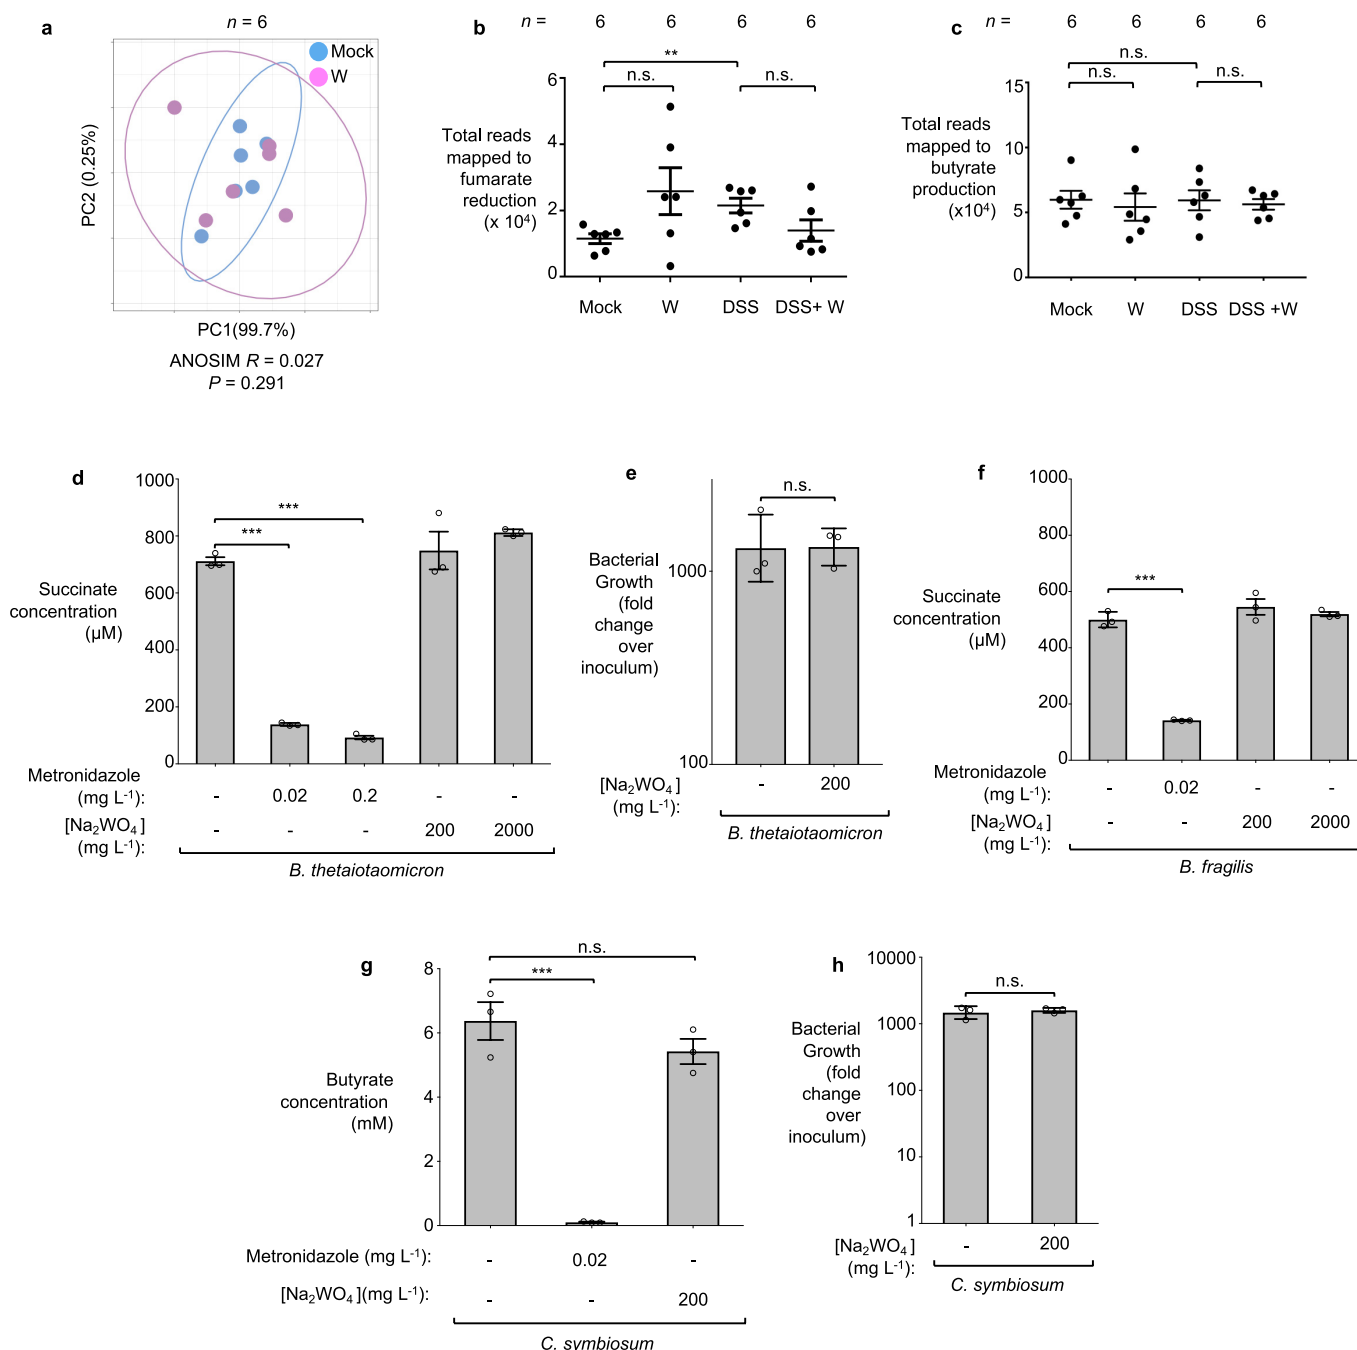 a
n = 6
Mock
W
PC2 (0.25%)
PC1(99.7%)
ANOSIM R = 0.027
P = 0.291
b
n = 6 6 6 6
**
n.s. n.s.
Total reads
mapped to
fumarate
reduction
(x 10⁴)
6
4
2
0
Mock W DSS DSS+ W
c
n = 6 6 6 6
n.s.
n.s. n.s.
Total reads
mapped to
butyrate
production
(x10⁴)
15
10
5
0
Mock W DSS DSS +W
d
1000
800
600
400
200
0
***
***
Succinate
concentration
(µM)
Metronidazole
(mg L⁻¹):
- 0.02 0.2 - -
[Na₂WO₄]
(mg L⁻¹):
- - - 200 2000
B. thetaiotaomicron
e
n.s.
Bacterial
Growth
(fold
change
over
inoculum)
1000
100
[Na₂WO₄]
(mg L⁻¹):
- 200
B. thetaiotaomicron
f
1000
800
600
400
200
0
***
Succinate
concentration
(µM)
Metronidazole
(mg L⁻¹):
- 0.02 - -
[Na₂WO₄]
(mg L⁻¹):
- - 200 2000
B. fragilis
g
n.s.
***
8
6
4
2
0
Butyrate
concentration
(mM)
Metronidazole (mg L⁻¹): - 0.02 -
[Na₂WO₄](mg L⁻¹): - - 200
C. symbiosum
h
n.s.
10000
1000
100
10
1
Bacterial
Growth
(fold
change
over
inoculum)
[Na₂WO₄]
(mg L⁻¹):
- 200
C. symbiosum